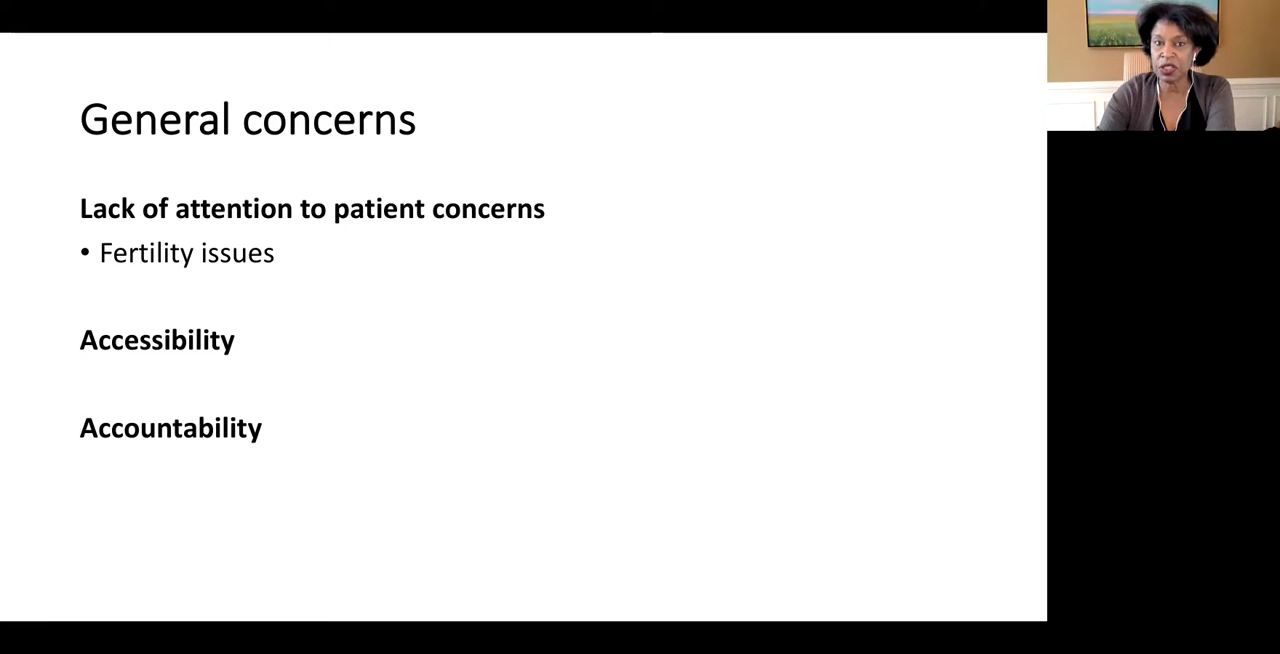 General concerns
Lack of attention to patient concerns
• Fertility issues
Accessibility
Accountability